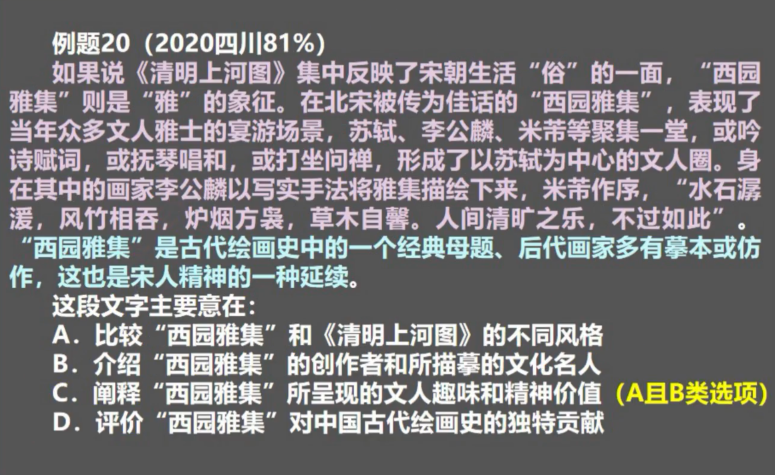 例题20（2020四川81%）
如果说《清明上河图》集中反映了宋朝生活“俗”的一面，“西园
雅集”则是“雅”的象征。在北宋被传为佳话的“西园雅集”，表现了
当年众多文人雅士的宴游场景，苏轼、李公麟、米芾等聚集一堂，或吟
诗赋词，或抚琴唱和，或打坐问禅，形成了以苏轼为中心的文人圈。身
在其中的画家李公麟以写实手法将雅集描绘下来，米芾作序，“水石潺
湲，风竹相吞，炉烟方袅，草木自馨。人间清旷之乐，不过如此”。
“西园雅集”是古代绘画史中的一个经典母题、后代画家多有摹本或仿
作，这也是宋人精神的一种延续。
这段文字主要意在：
A．比较“西园雅集”和《清明上河图》的不同风格
B．介绍“西园雅集”的创作者和所描摹的文化名人
C．阐释“西园雅集”所呈现的文人趣味和精神价值（A且B类选项）
D．评价“西园雅集”对中国古代绘画史的独特贡献